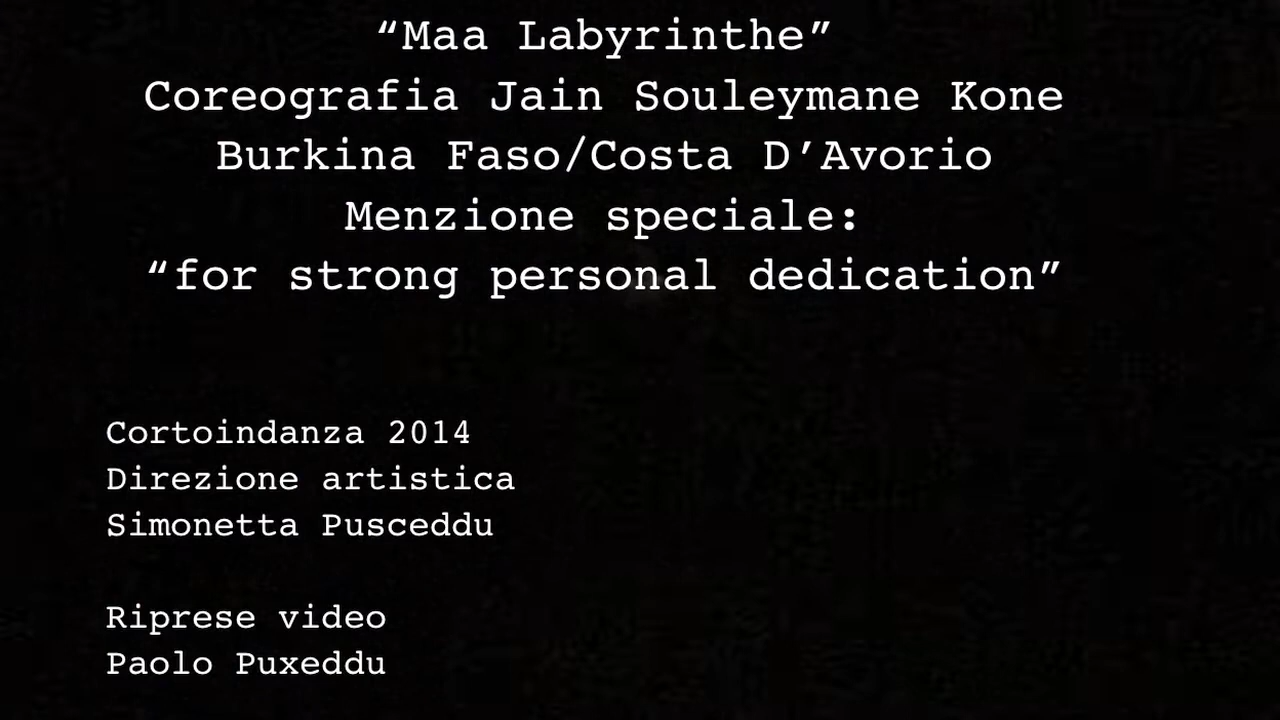 “Maa Labyrinthe”
Coreografia Jain Souleymane Kone
Burkina Faso/Costa D’Avorio
Menzione speciale:
“for strong personal dedication”
Cortoindanza 2014
Direzione artistica
Simonetta Pusceddu
Riprese video
Paolo Puxeddu